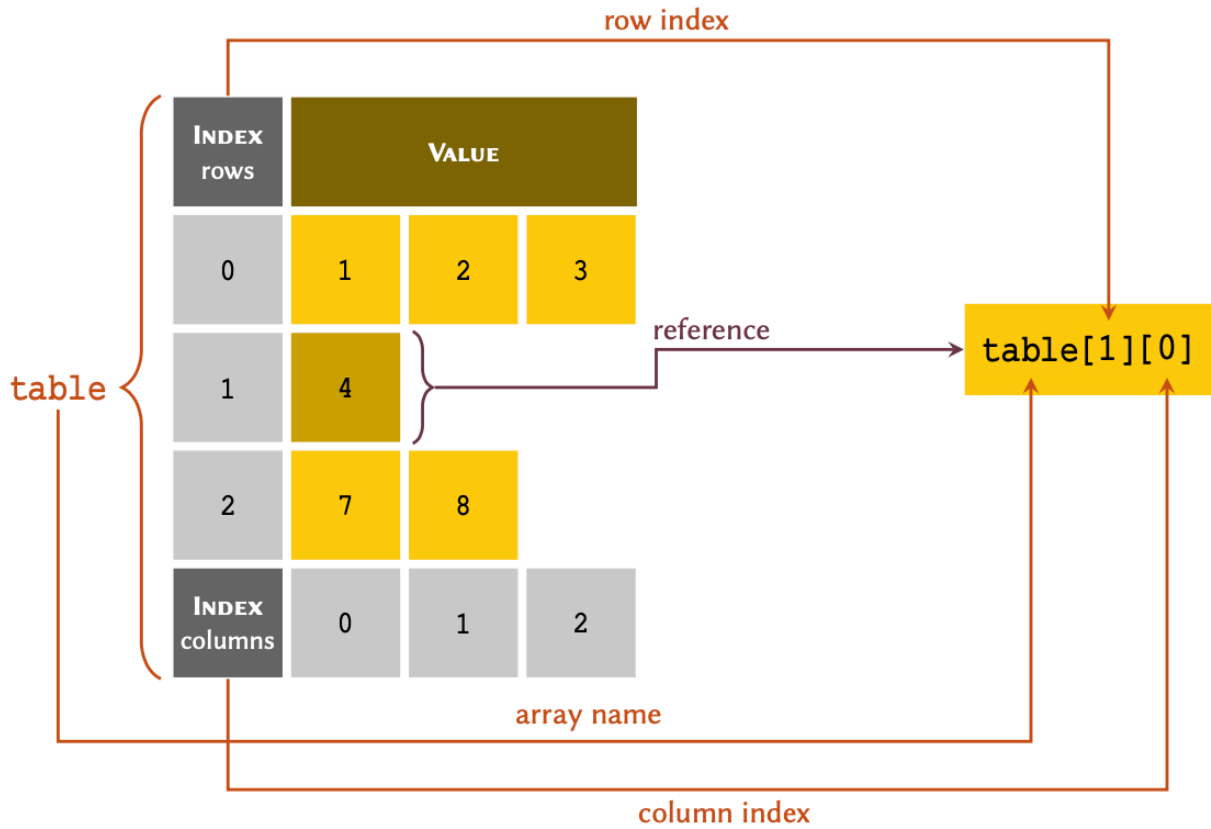 row index
INDEX
rows
VALUE
0 1 2 3
reference
table[1][0]
table
1 4
2 7 8
INDEX
columns
0 1 2
array name
column index